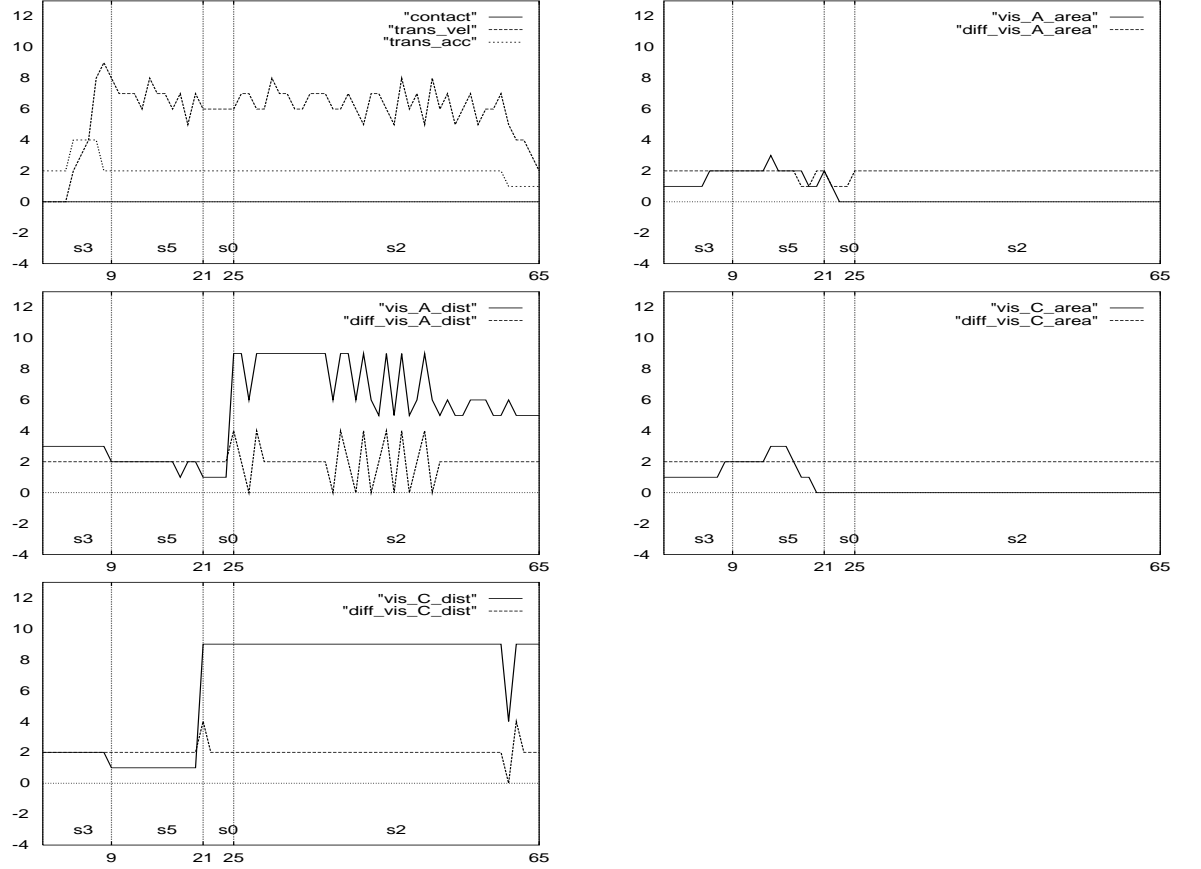 12
10
8
6
4
2
0
-2
-4
"contact"
"trans_vel"
"trans_acc"
s3 s5 s0 s2
9 21 25 65
12
10
8
6
4
2
0
-2
-4
"vis_A_area"
"diff_vis_A_area"
s3 s5 s0 s2
9 21 25 65
12
10
8
6
4
2
0
-2
-4
"vis_A_dist"
"diff_vis_A_dist"
s3 s5 s0 s2
9 21 25 65
12
10
8
6
4
2
0
-2
-4
"vis_C_area"
"diff_vis_C_area"
s3 s5 s0 s2
9 21 25 65
12
10
8
6
4
2
0
-2
-4
"vis_C_dist"
"diff_vis_C_dist"
s3 s5 s0 s2
9 21 25 65